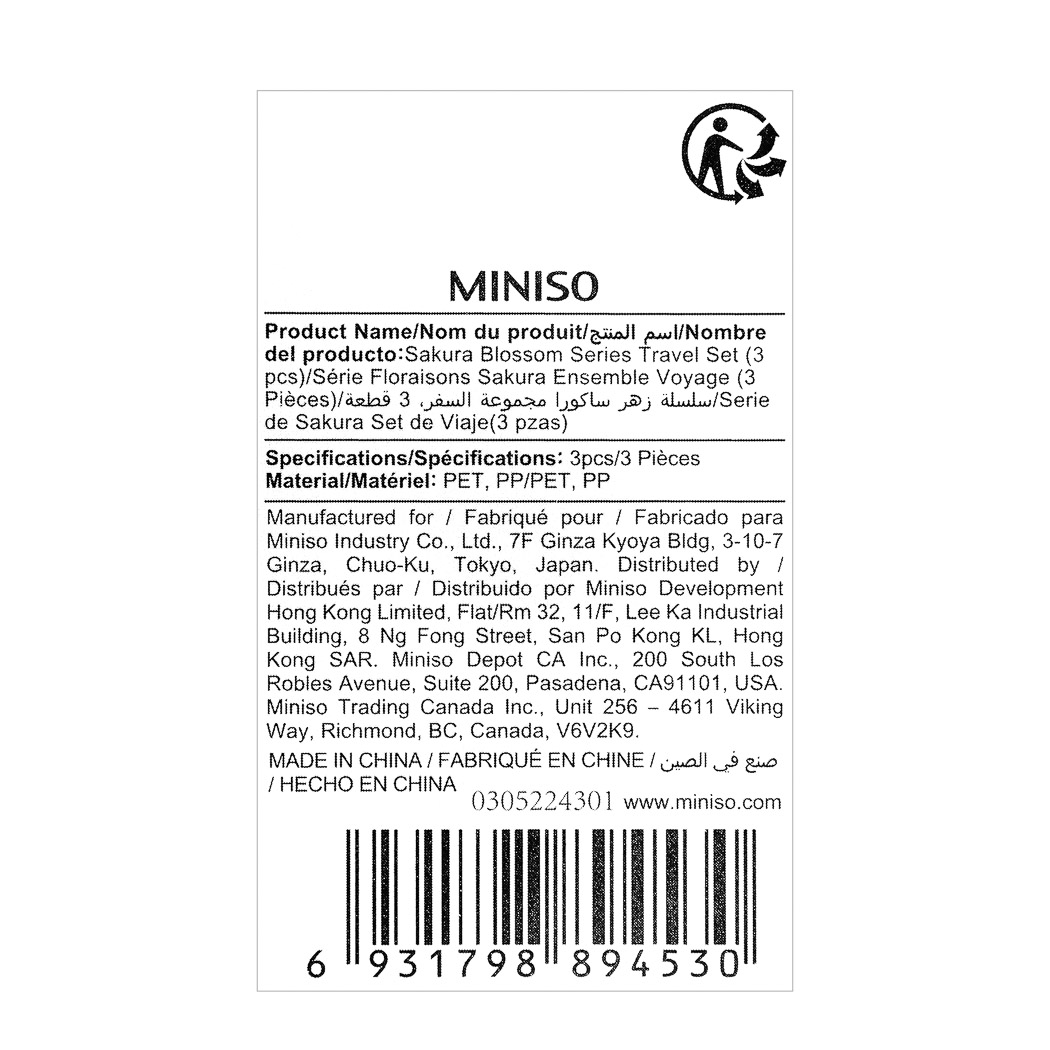 MINISO
Product Name/Nom du produit/اسم المنتج/Nombre
del producto:Sakura Blossom Series Travel Set (3
pcs)/Série Floraisons Sakura Ensemble Voyage (3
Pièces)/سلسلة زهر ساكورا مجموعة السفر، 3 قطعة/Serie
de Sakura Set de Viaje(3 pzas)
Specifications/Spécifications: 3pcs/3 Pièces
Material/Matériel: PET, PP/PET, PP
Manufactured for / Fabriqué pour / Fabricado para
Miniso Industry Co., Ltd., 7F Ginza Kyoya Bldg, 3-10-7
Ginza, Chuo-Ku, Tokyo, Japan. Distributed by /
Distribués par / Distribuido por Miniso Development
Hong Kong Limited, Flat/Rm 32, 11/F, Lee Ka Industrial
Building, 8 Ng Fong Street, San Po Kong KL, Hong
Kong SAR. Miniso Depot CA Inc., 200 South Los
Robles Avenue, Suite 200, Pasadena, CA91101, USA.
Miniso Trading Canada Inc., Unit 256 – 4611 Viking
Way, Richmond, BC, Canada, V6V2K9.
MADE IN CHINA / FABRIQUÉ EN CHINE / صنع في الصين
/ HECHO EN CHINA
0305224301 www.miniso.com
6 931798 894530